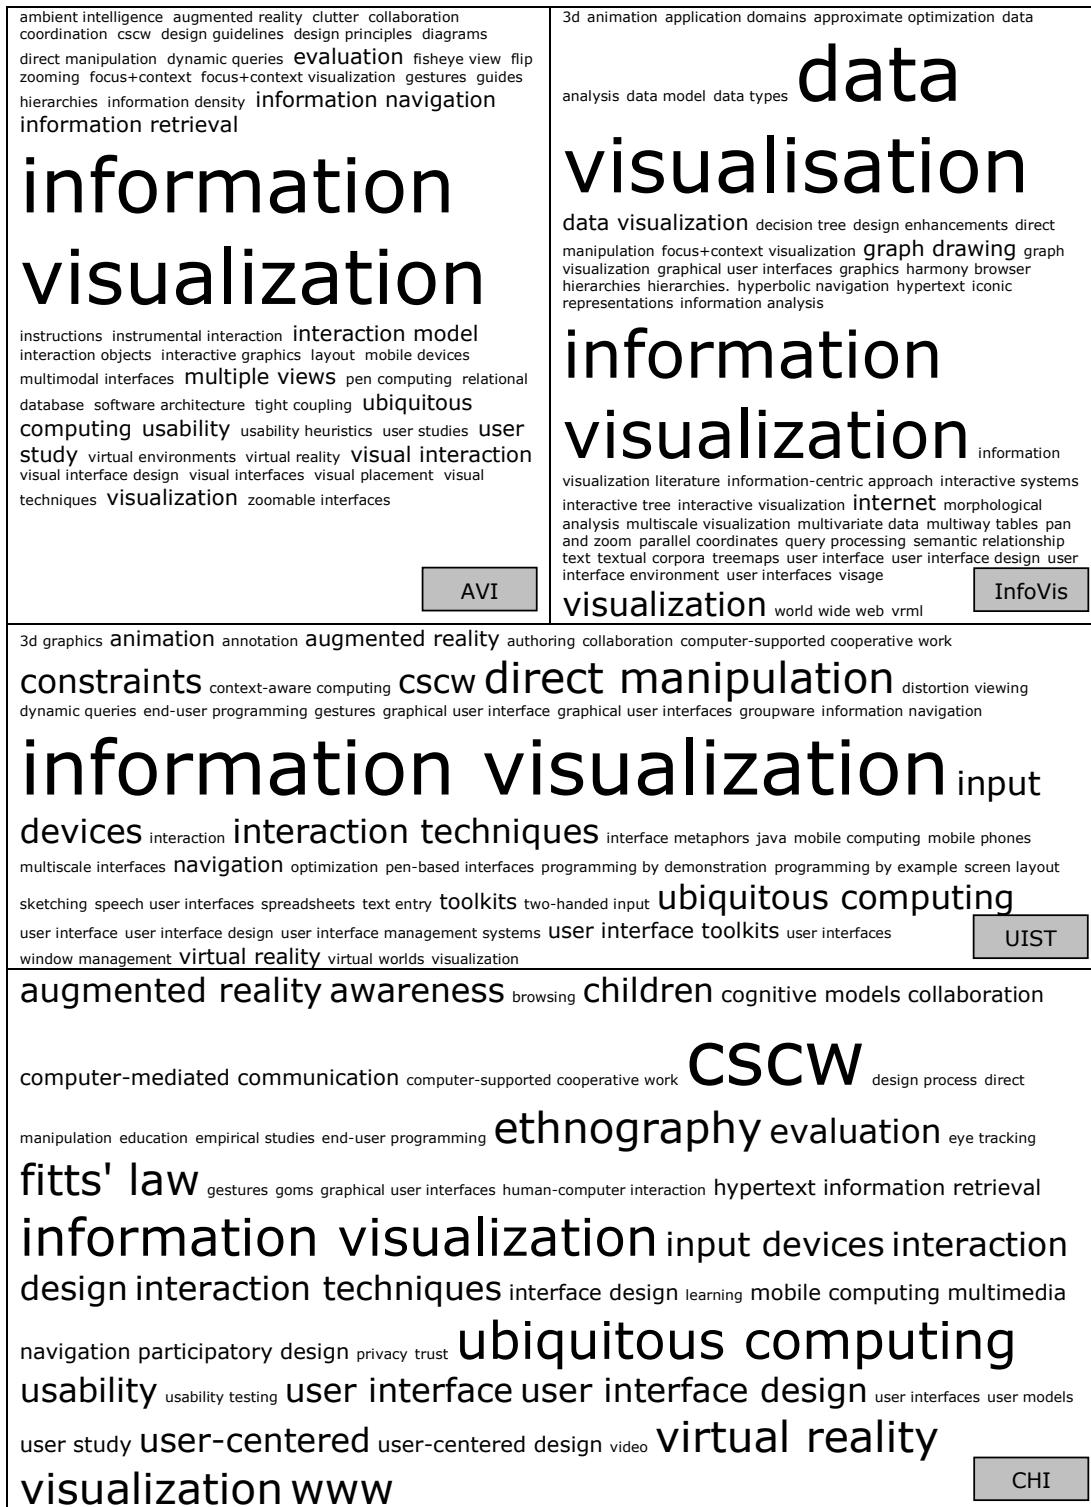 ambient intelligence augmented reality clutter collaboration
coordination cscw design guidelines design principles diagrams
direct manipulation dynamic queries evaluation fisheye view flip
zooming focus+context focus+context visualization gestures guides
hierarchies information density information navigation
information retrieval
information
visualization
instructions instrumental interaction interaction model
interaction objects interactive graphics layout mobile devices
multimodal interfaces multiple views pen computing relational
database software architecture tight coupling ubiquitous
computing usability usability heuristics user studies user
study virtual environments virtual reality visual interaction
visual interface design visual interfaces visual placement visual
techniques visualization zoomable interfaces
AVI
3d animation application domains approximate optimization data
analysis data model data types data
visualisation
data visualization decision tree design enhancements direct
manipulation focus+context visualization graph drawing graph
visualization graphical user interfaces graphics harmony browser
hierarchies hierarchies. hyperbolic navigation hypertext iconic
representations information analysis
information
visualization information
visualization literature information-centric approach interactive systems
interactive tree interactive visualization internet morphological
analysis multiscale visualization multivariate data multiway tables pan
and zoom parallel coordinates query processing semantic relationship
text textual corpora treemaps user interface user interface design user
interface environment user interfaces visage
visualization world wide web vrml
InfoVis
3d graphics animation annotation augmented reality authoring collaboration computer-supported cooperative work
constraints context-aware computing cscw direct manipulation distortion viewing
dynamic queries end-user programming gestures graphical user interface graphical user interfaces groupware information navigation
information visualization input
devices interaction interaction techniques interface metaphors java mobile computing mobile phones
multiscale interfaces navigation optimization pen-based interfaces programming by demonstration programming by example screen layout
sketching speech user interfaces spreadsheets text entry toolkits two-handed input ubiquitous computing
user interface user interface design user interface management systems user interface toolkits user interfaces
window management virtual reality virtual worlds visualization
UIST
augmented reality awareness browsing children cognitive models collaboration
computer-mediated communication computer-supported cooperative work cscw design process direct
manipulation education empirical studies end-user programming ethnography evaluation eye tracking
fitts' law gestures goms graphical user interfaces human-computer interaction hypertext information retrieval
information visualization input devices interaction
design interaction techniques interface design learning mobile computing multimedia
navigation participatory design privacy trust ubiquitous computing
usability usability testing user interface user interface design user interfaces user models
user study user-centered user-centered design video virtual reality
visualization www
CHI